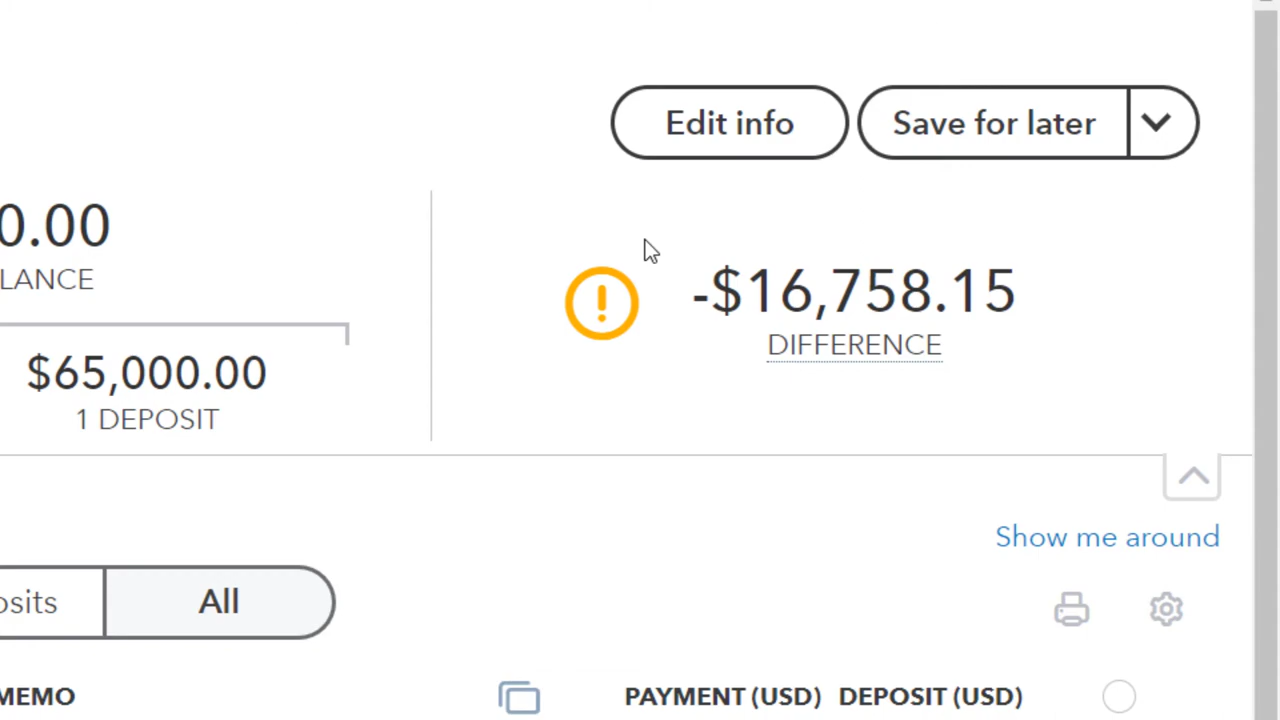 Edit info
Save for later
0.00
LANCE
-$16,758.15
DIFFERENCE
$65,000.00
1 DEPOSIT
Show me around
osits
All
MEMO
PAYMENT (USD)
DEPOSIT (USD)